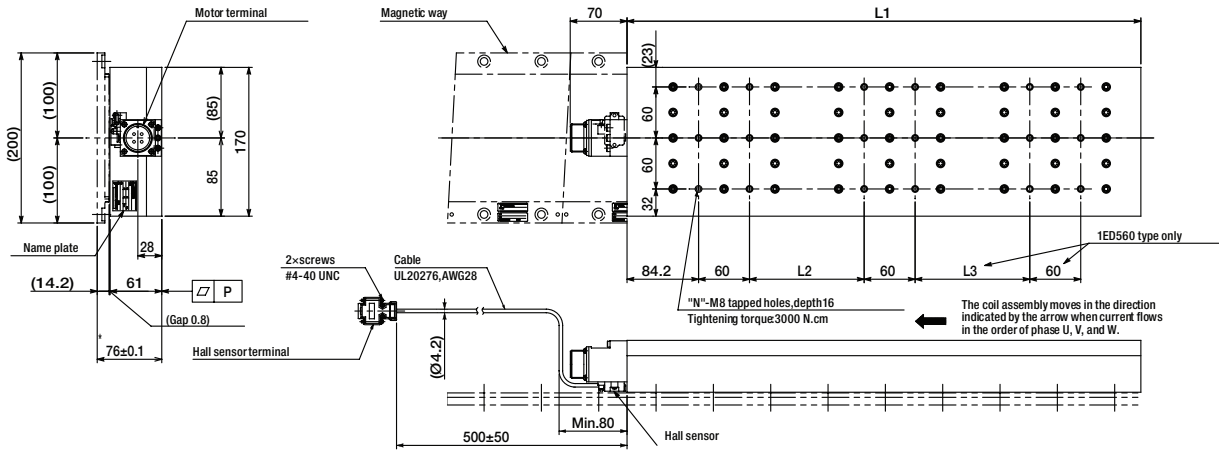 Motor terminal
(200)
(100)
(100)
(85)
170
85
Name plate
28
(14.2)
61
P
(Gap 0.8)
*
76±0.1
Magnetic way
70
L1
(23)
60
60
32
84.2
60
L2
60
L3
60
1ED560 type only
"N"-M8 tapped holes,depth16
Tightening torque:3000 N.cm
The coil assembly moves in the direction
indicated by the arrow when current flows
in the order of phase U, V, and W.
2×screws
#4-40 UNC
Cable
UL20276,AWG28
Hall sensor terminal
(Ø4.2)
Min.80
500±50
Hall sensor